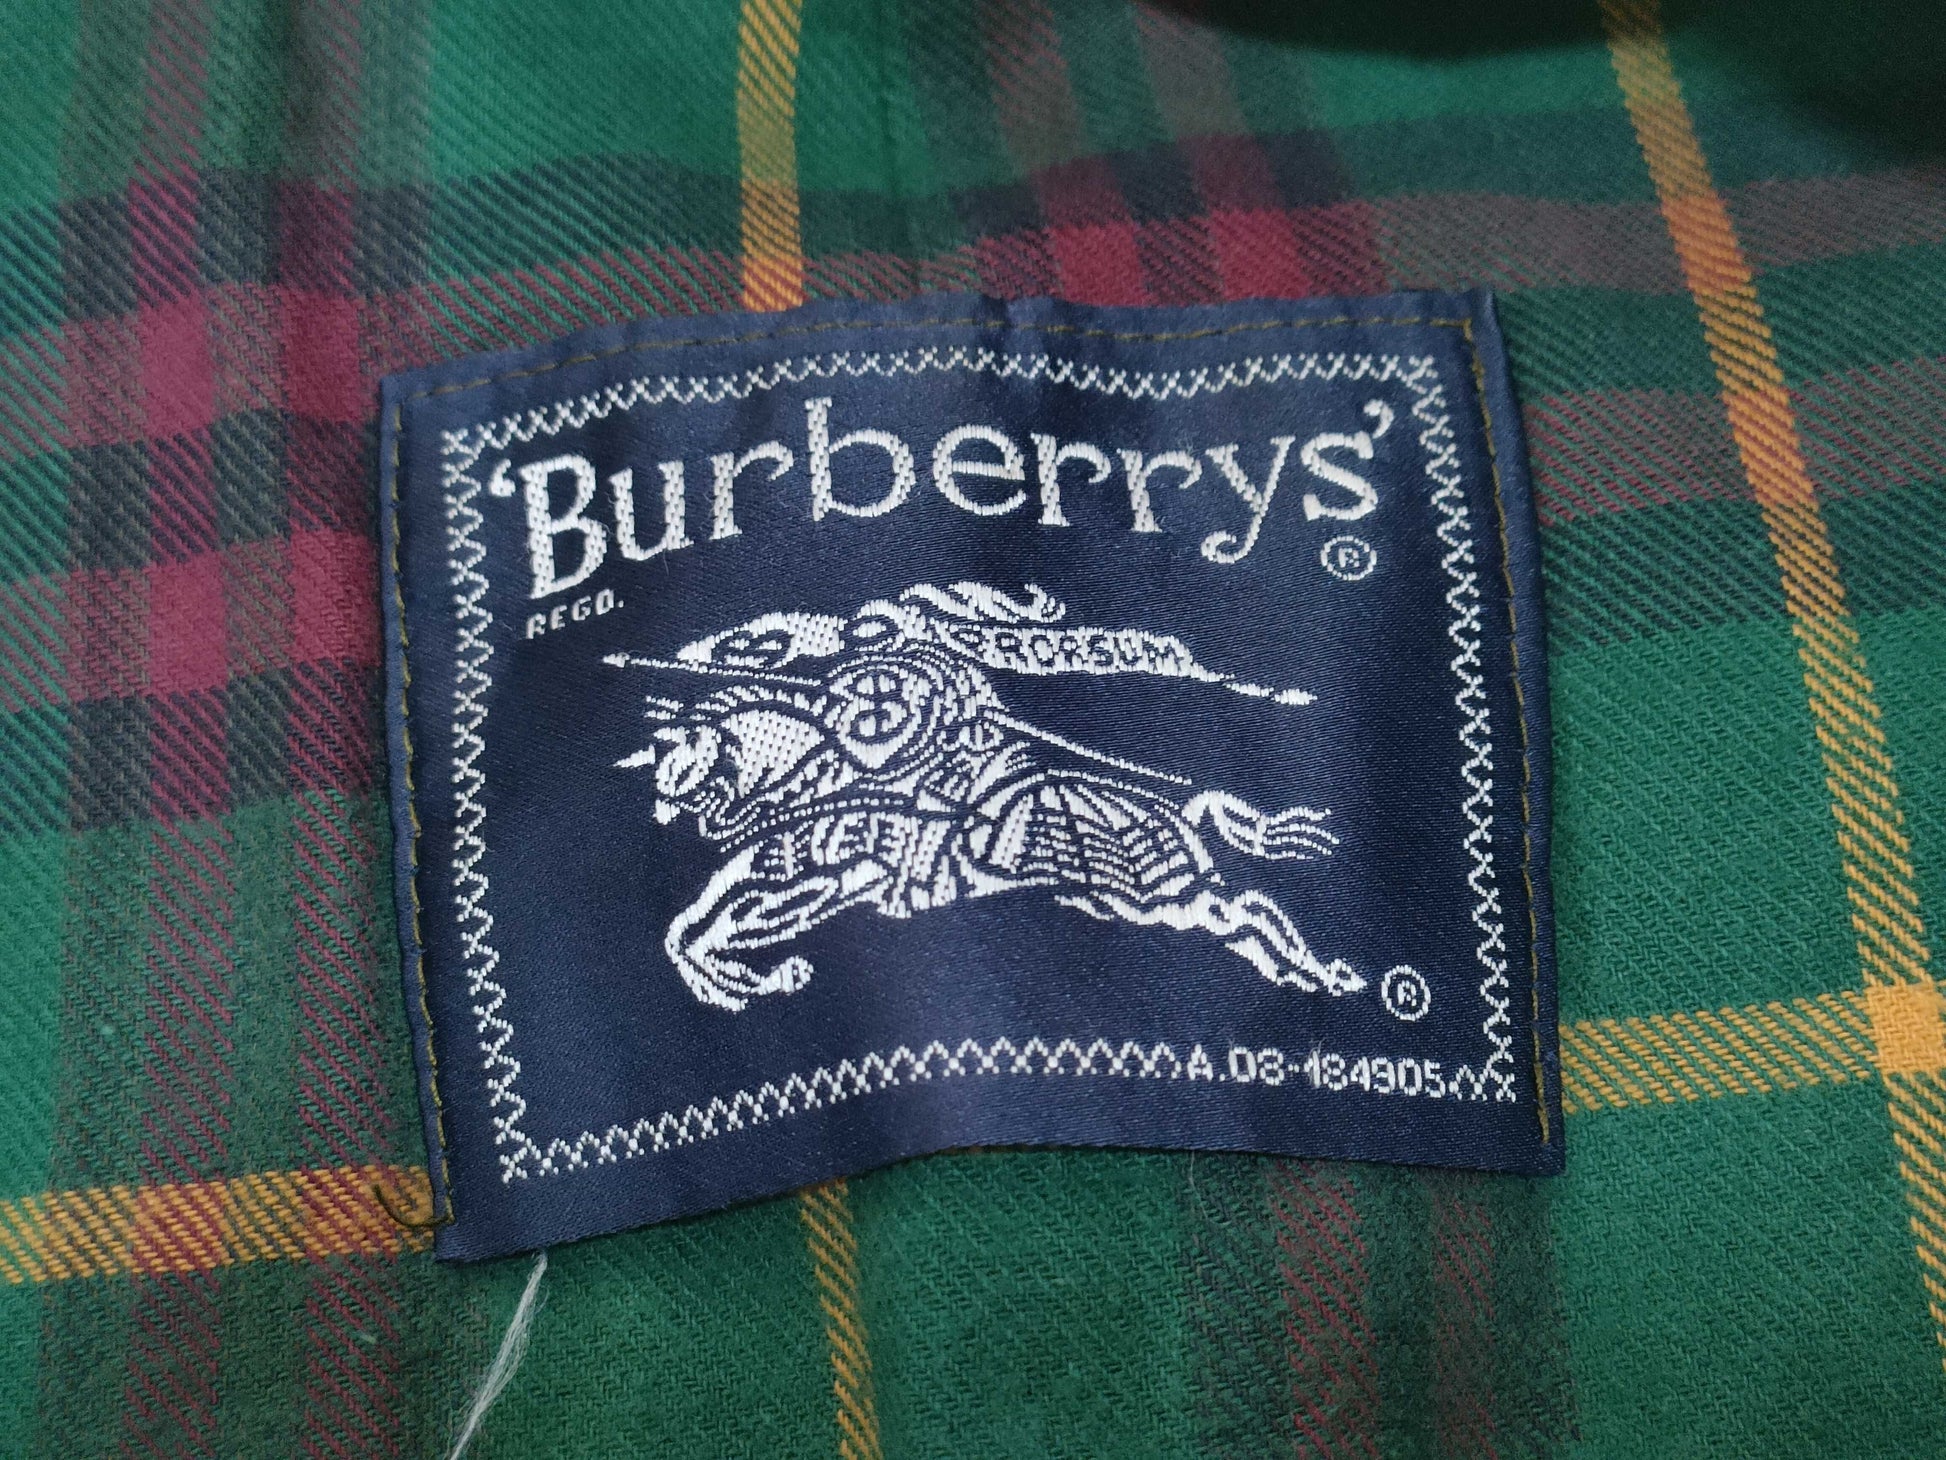 'Burberrys'®
REGD.
PRORSUM
B
®
A.08-184905